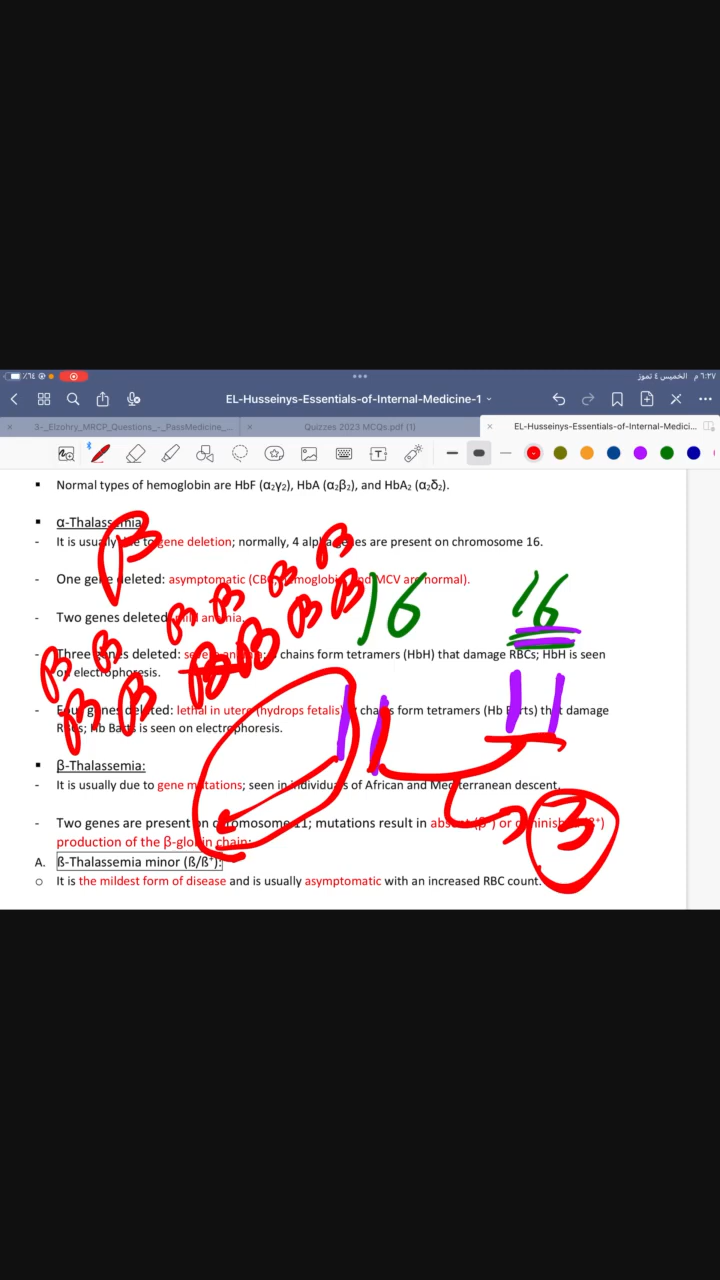 ٪٦٤
٦:٢٧ م الخميس ٤ تموز
EL-Husseinys-Essentials-of-Internal-Medicine-1
3-_Elzohry_MRCP_Questions_-_PassMedicine_...
Quizzes 2023 MCQs.pdf (1)
EL-Husseinys-Essentials-of-Internal-Medici...
▪ Normal types of hemoglobin are HbF (α₂γ₂), HbA (α₂β₂), and HbA₂ (α₂δ₂).
▪ α-Thalassemia
- It is usually due to gene deletion; normally, 4 alpha genes are present on chromosome 16.
- One gene deleted: asymptomatic (CBC, hemoglobin, and MCV are normal).
- Two genes deleted: mild anemia.
- Three genes deleted: severe anemia; chains form tetramers (HbH) that damage RBCs; HbH is seen
on electrophoresis.
- Four genes deleted: lethal in utero (hydrops fetalis) chains form tetramers (Hb Barts) that damage
RBCs; Hb Barts is seen on electrophoresis.
β
β β β β
β β β β
β β β β
16 16
3
▪ β-Thalassemia:
- It is usually due to gene mutations; seen in individuals of African and Mediterranean descent.
- Two genes are present on chromosome 11; mutations result in absent or diminished
production of the β-globin chain:
A. ß-Thalassemia minor (ß/ß⁺):
o It is the mildest form of disease and is usually asymptomatic with an increased RBC count.